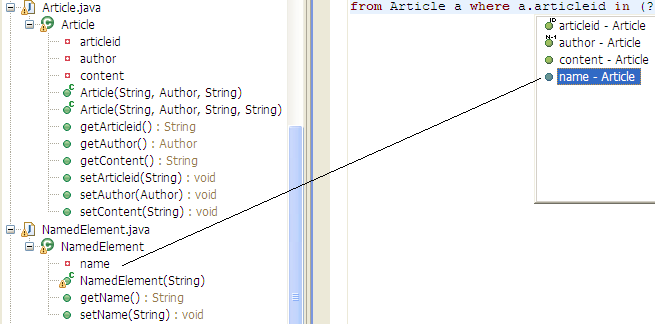 Article.java
Article
articleid
author
content
Article(String, Author, String)
Article(String, Author, String, String)
getArticleid() : String
getAuthor() : Author
getContent() : String
setArticleid(String) : void
setAuthor(Author) : void
setContent(String) : void
NamedElement.java
NamedElement
name
NamedElement(String)
getName() : String
setName(String) : void
from Article a where a.articleid in (?
articleid - Article
author - Article
content - Article
name - Article